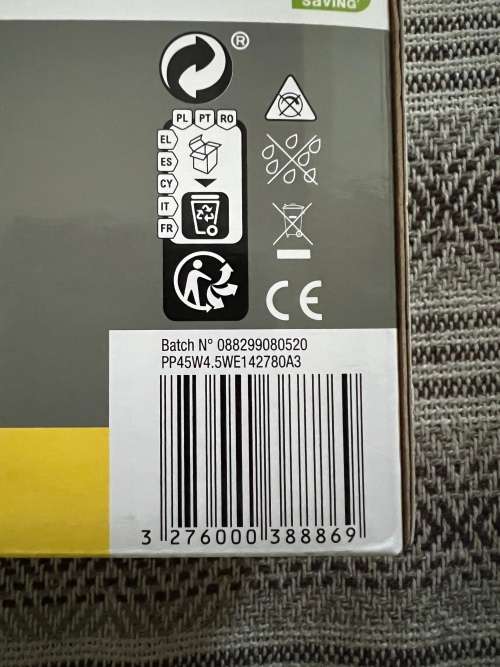 SAVING
®
PL PT RO
EL
ES
CY
IT
FR
CE
Batch N° 088299080520
PP45W4.5WE142780A3
3 276000 388869